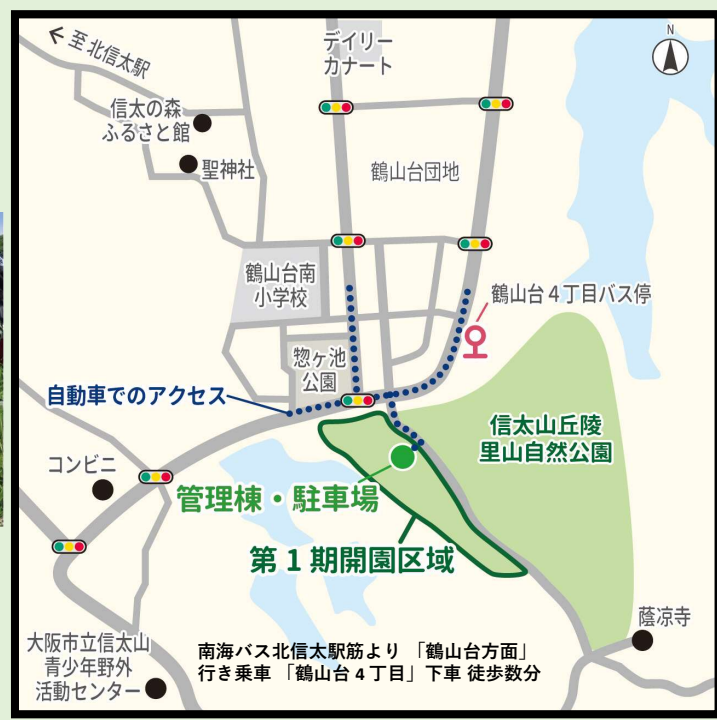 ← 至北信太駅
デイリー
カナート
N
信太の森
ふるさと館
聖神社
鶴山台団地
鶴山台南
小学校
鶴山台4丁目バス停
惣ヶ池
公園
自動車でのアクセス
信太山丘陵
里山自然公園
コンビニ
管理棟・駐車場
第1期開園区域
蔭凉寺
大阪市立信太山
青少年野外
活動センター
南海バス北信太駅筋より 「鶴山台方面」
行き乗車 「鶴山台4丁目」下車 徒歩数分